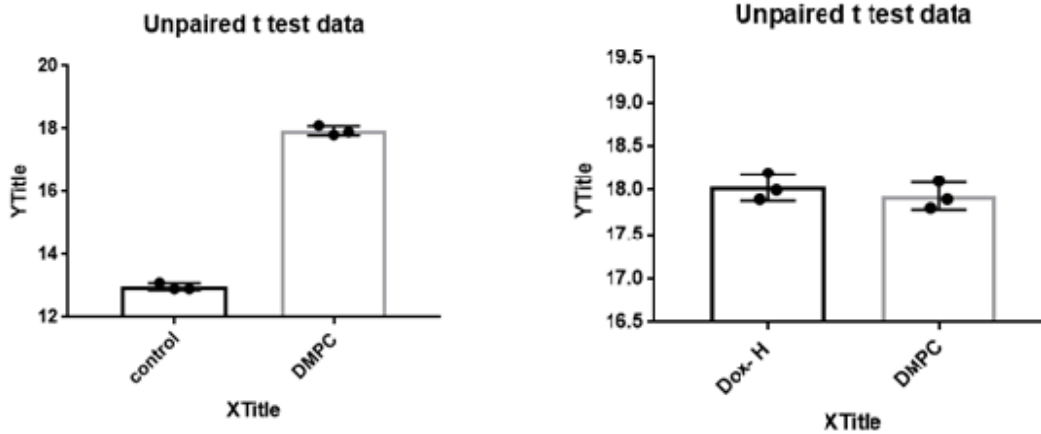 Unpaired t test data
20
18
16
14
12
YTitle
control
DMPC
XTitle
Unpaired t test data
19.5
19.0
18.5
18.0
17.5
17.0
16.5
YTitle
Dox- H
DMPC
XTitle